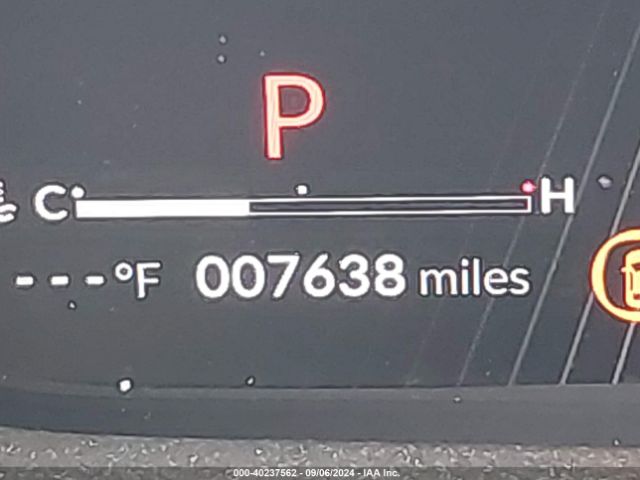 P
C H
---°F 007638 miles
000-40237562 - 09/06/2024 - IAA Inc.